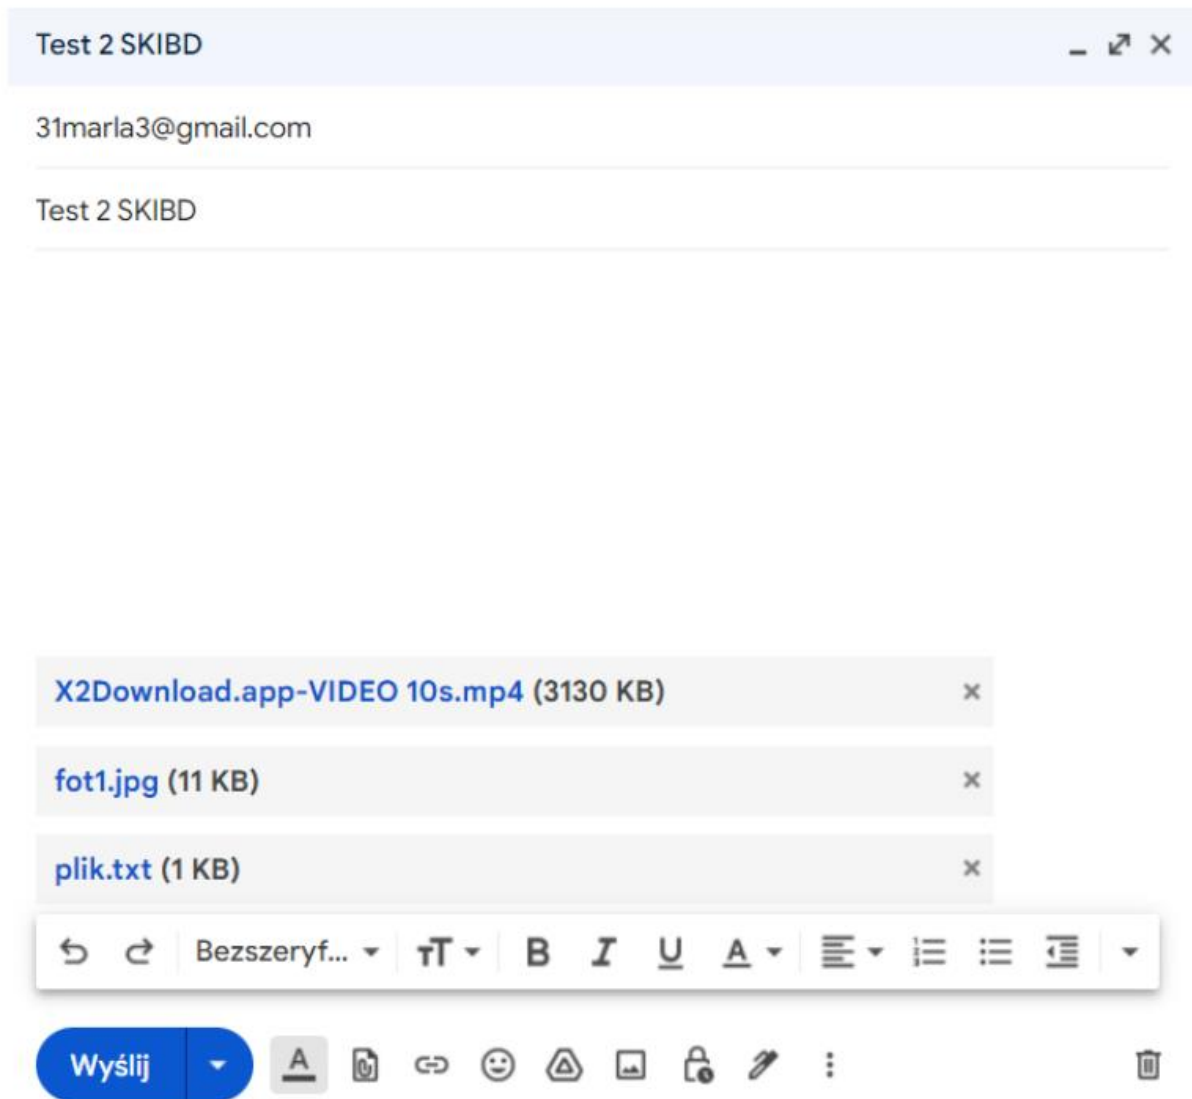 Test 2 SKIBD
31marla3@gmail.com
Test 2 SKIBD
X2Download.app-VIDEO 10s.mp4 (3130 KB)
fot1.jpg (11 KB)
plik.txt (1 KB)
Bezszeryf... TT B I U A
Wyślij A